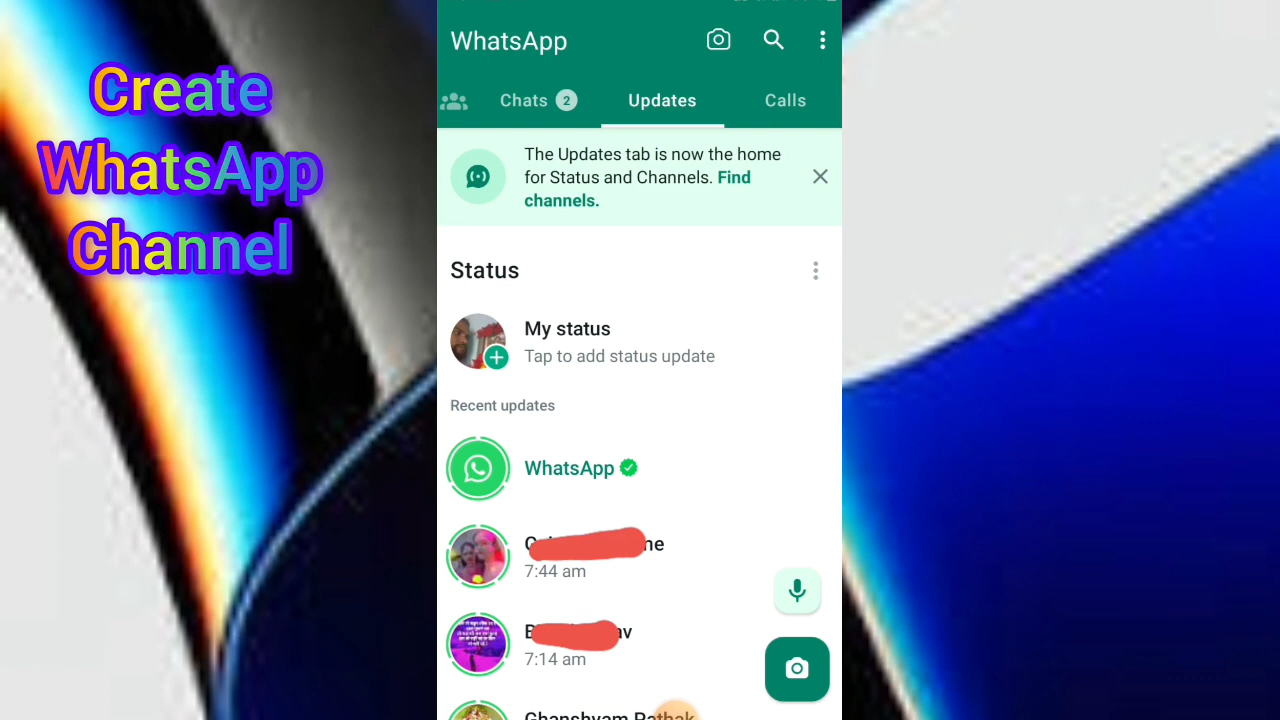 Create
WhatsApp
Channel
WhatsApp
Chats 2
Updates
Calls
The Updates tab is now the home
for Status and Channels. Find
channels.
Status
My status
Tap to add status update
Recent updates
WhatsApp
7:44 am
7:14 am
Ghanshyam Pathak